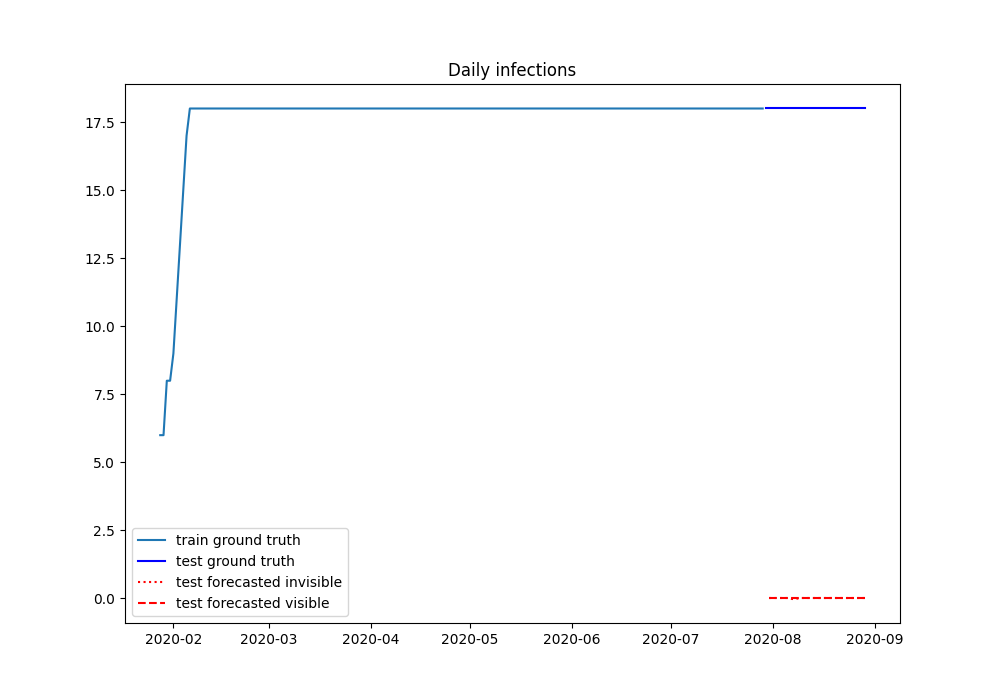 Daily infections
17.5
15.0
12.5
10.0
7.5
5.0
2.5
0.0
train ground truth
test ground truth
test forecasted invisible
test forecasted visible
2020-02 2020-03 2020-04 2020-05 2020-06 2020-07 2020-08 2020-09